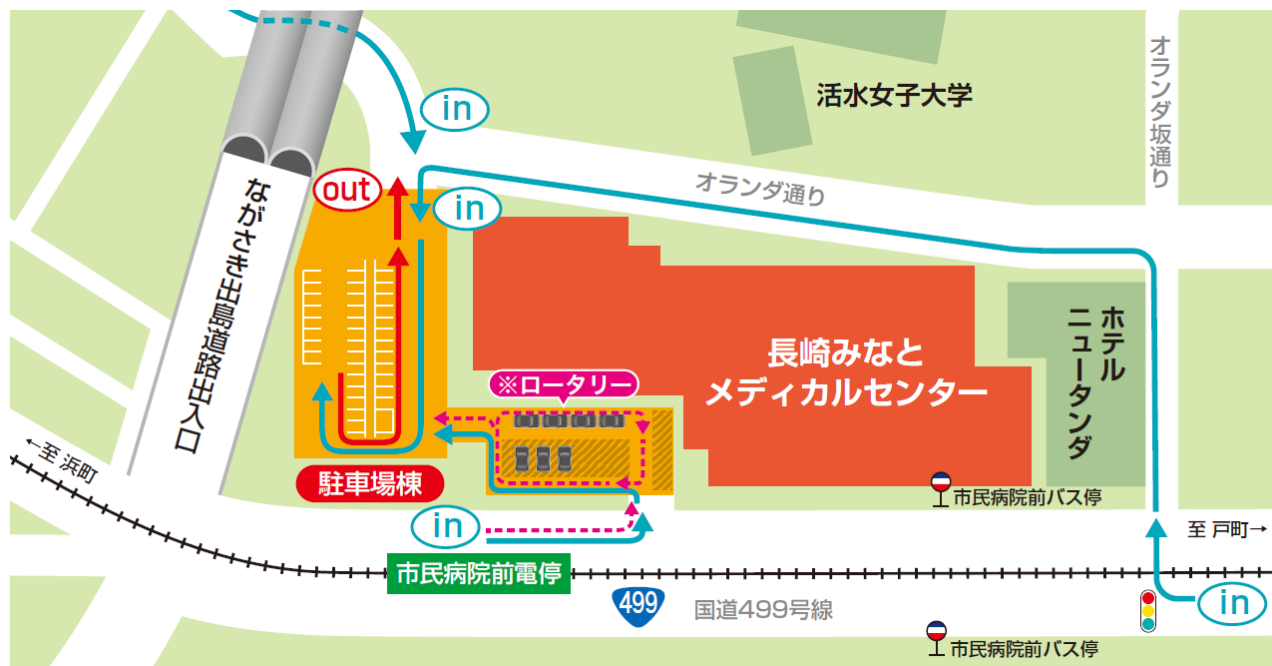 in
活水女子大学
オランダ坂通り
out
in
オランダ通り
ながさき出島道路出入口
長崎みなと
メディカルセンター
ホテル
ニュータンダ
※ロータリー
←至 浜町
駐車場棟
市民病院前バス停
in
至 戸町→
市民病院前電停
499
国道499号線
in
市民病院前バス停